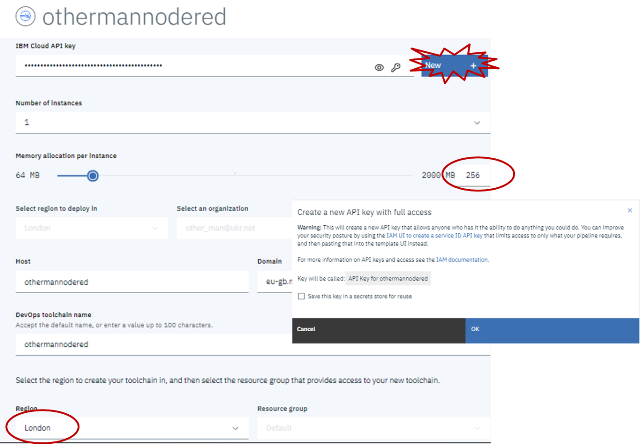 othermannodered
IBM Cloud API key
New +
Number of instances
1
Memory allocation per instance
64 MB 2000 MB 256
Select region to deploy in Select an organization
London other_man@ukr.net
Host Domain
othermannodered eu-gb.m
DevOps toolchain name
Accept the default name, or enter a value up to 100 characters.
othermannodered
Create a new API key with full access
Warning: This will create a new API key that allows anyone who has it the ability to do anything you could do. You can improve
your security posture by using the IAM UI to create a service ID API key that limits access to only what your pipeline requires,
and then pasting that into the template UI instead.
For more information on API keys and access see the IAM documentation.
Key will be called: API Key for othermannodered
Save this key in a secrets store for reuse
Cancel OK
Select the region to create your toolchain in, and then select the resource group that provides access to your new toolchain.
Region Resource group
London Default